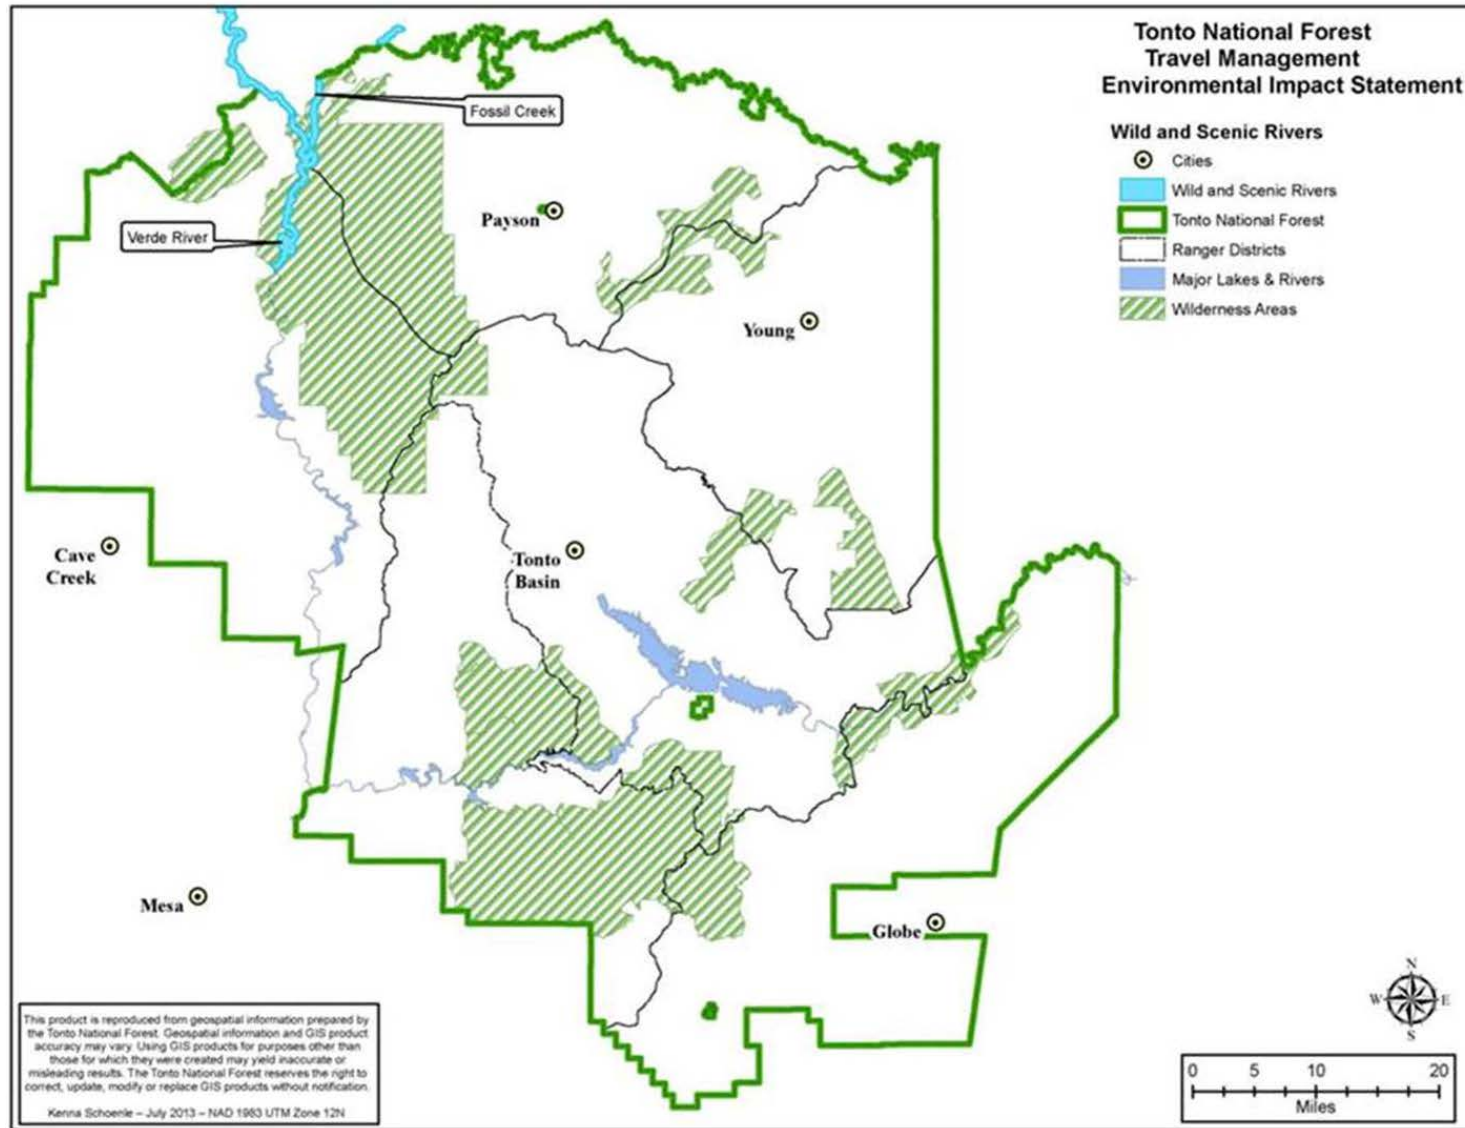 Tonto National Forest
Travel Management
Environmental Impact Statement
Wild and Scenic Rivers
Cities
Wild and Scenic Rivers
Tonto National Forest
Ranger Districts
Major Lakes & Rivers
Wilderness Areas
Fossil Creek
Payson
Verde River
Young
Cave
Creek
Tonto
Basin
Mesa
Globe
N
W
E
S
0 5 10 20
Miles
This product is reproduced from geospatial information prepared by
the Tonto National Forest. Geospatial information and GIS product
accuracy may vary. Using GIS products for purposes other than
those for which they were created may yield inaccurate or
misleading results. The Tonto National Forest reserves the right to
correct, update, modify or replace GIS products without notification.
Kenna Schoenle – July 2013 – NAD 1983 UTM Zone 12N